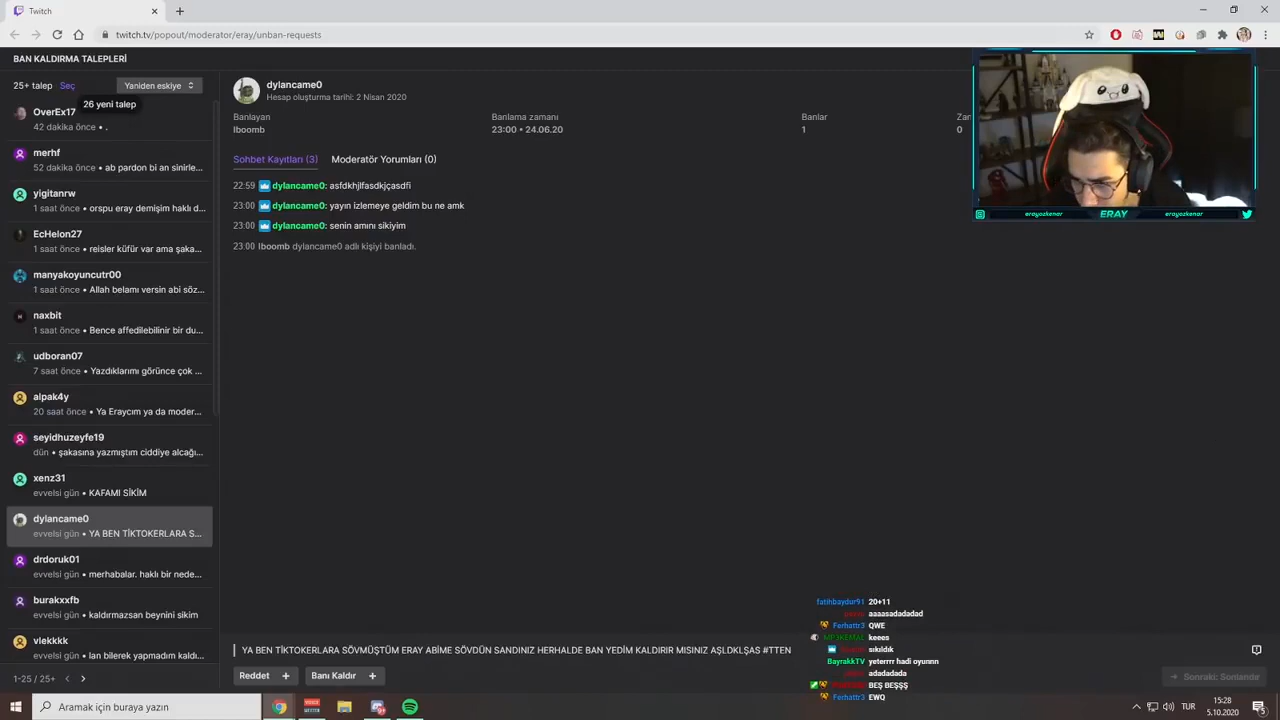 Twitch
twitch.tv/popout/moderator/eray/unban-requests
BAN KALDIRMA TALEPLERİ
25+ talep Seç Yeniden eskiye
26 yeni talep
OverEx17
42 dakika önce • .
merhf
52 dakika önce • ab pardon bi an sinirle...
yigitanrw
1 saat önce • orspu eray demişim haklı d...
EcHelon27
1 saat önce • reisler küfür var ama şaka...
manyakoyuncutr00
1 saat önce • Allah belamı versin abi söz...
naxbit
1 saat önce • Bence affedilebilinir bir du...
udboran07
7 saat önce • Yazdıklarımı görünce çok ...
alpak4y
20 saat önce • Ya Eraycım ya da moder...
seyidhuzeyfe19
dün • şakasına yazmıştım ciddiye alcağı...
xenz31
evvelsi gün • KAFAMI SİKİM
dylancame0
evvelsi gün • YA BEN TİKTOKERLARA S...
drdoruk01
evvelsi gün • merhabalar. haklı bir nede...
burakxxfb
evvelsi gün • kaldırmazsan beynini sikim
vlekkkk
evvelsi gün • lan bilerek yapmadım kaldı...
1-25 / 25+
dylancame0
Hesap oluşturma tarihi: 2 Nisan 2020
Banlayan Banlama zamanı Banlar Zar
lboomb 23:00 • 24.06.20 1 0
Sohbet Kayıtları (3) Moderatör Yorumları (0)
22:59 dylancame0: asfdkhjlfasdkjçasdfi
23:00 dylancame0: yayın izlemeye geldim bu ne amk
23:00 dylancame0: senin amını sikiyim
23:00 lboomb dylancame0 adlı kişiyi banladı.
erayozkenar ERAY erayozkenar
fatihbaydur91 20+11
aaaasadadadad
Ferhattr3 QWE
MP3KEMAL keees
sıkıldık
BayrakkTV yeterrrr hadi oyunnn
adadadada
BEŞ BEŞŞŞ
Ferhattr3 EWQ
YA BEN TİKTOKERLARA SÖVMÜŞTÜM ERAY ABİME SÖVDÜN SANDINIZ HERHALDE BAN YEDİM KALDIRIR MISINIZ AŞLDKLŞAS #TTEN
Reddet + Banı Kaldır +
Sonraki: Sonlandır
Aramak için buraya yazın
TUR
15:28
5.10.2020